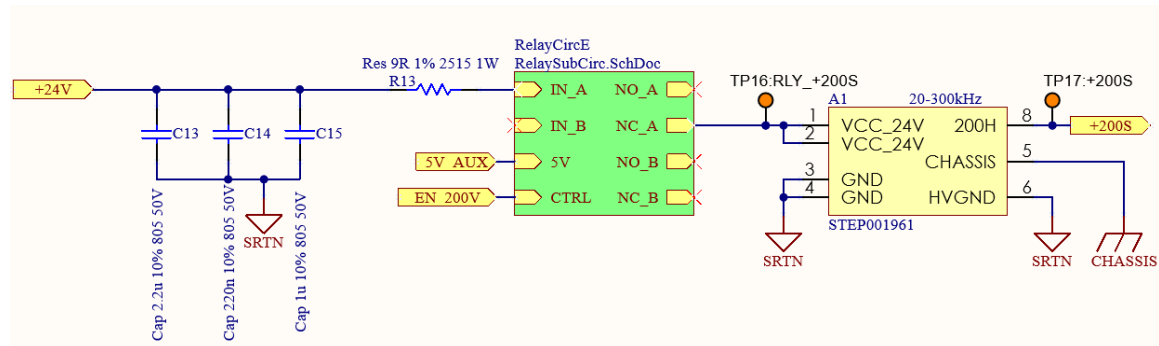 RelayCircE
RelaySubCirc.SchDoc
Res 9R 1% 2515 1W
R13
+24V
IN_A
NO_A
TP16:RLY_+200S
TP17:+200S
A1
20-300kHz
C13
C14
C15
IN_B
NC_A
1
VCC_24V
200H
8
+200S
2
VCC_24V
5V_AUX
5V
NO_B
CHASSIS
5
3
GND
EN_200V
CTRL
NC_B
4
GND
HVGND
6
STEP001961
SRTN
SRTN
SRTN
CHASSIS
Cap 2.2u 10% 805 50V
Cap 220n 10% 805 50V
Cap 1u 10% 805 50V